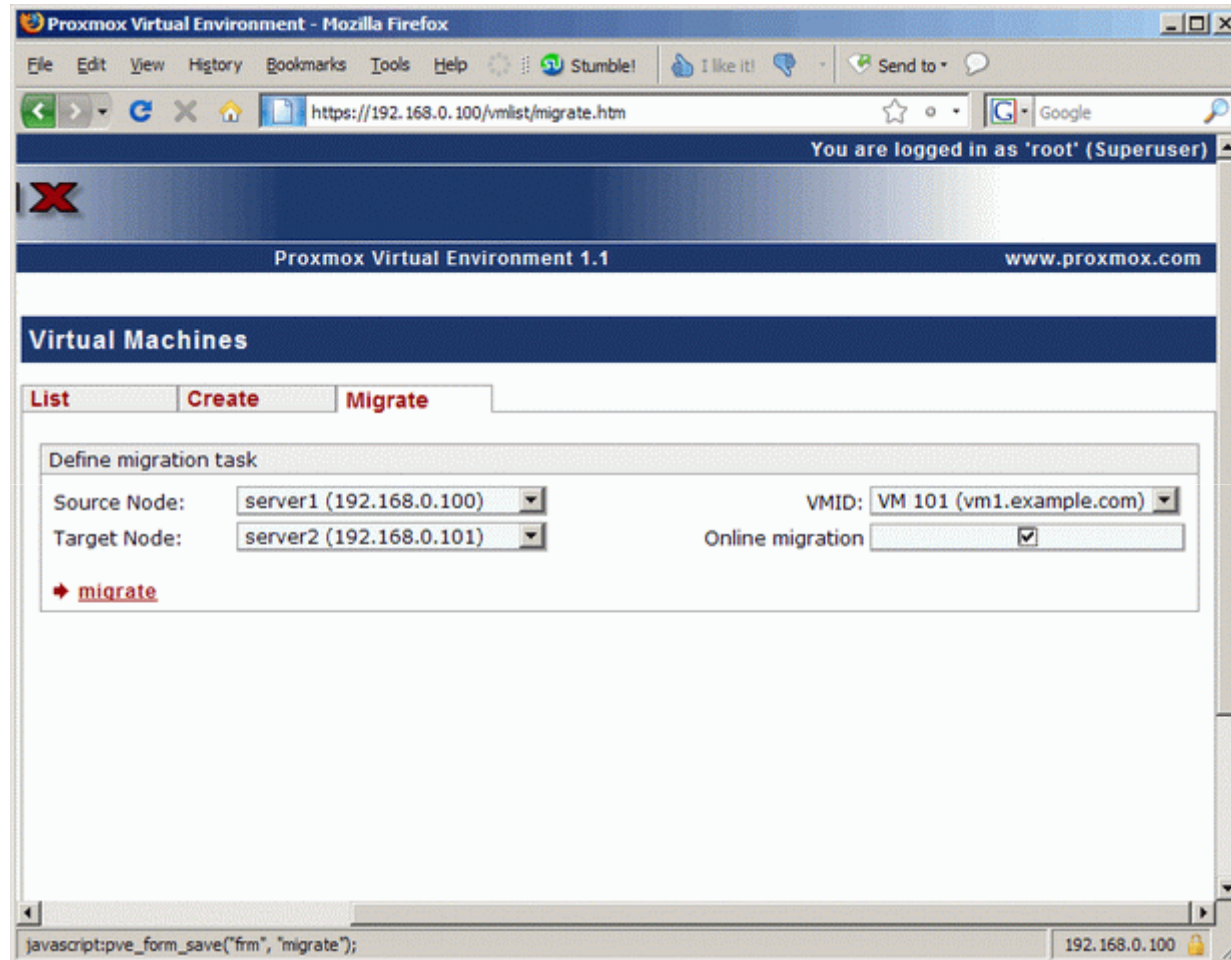 Proxmox Virtual Environment - Mozilla Firefox
File Edit View History Bookmarks Tools Help Stumble! I like it! Send to
https://192.168.0.100/vmlist/migrate.htm Google
You are logged in as 'root' (Superuser)
X
Proxmox Virtual Environment 1.1 www.proxmox.com
Virtual Machines
List Create Migrate
Define migration task
Source Node: server1 (192.168.0.100) VMID: VM 101 (vm1.example.com)
Target Node: server2 (192.168.0.101) Online migration
migrate
javascript:pve_form_save("frm", "migrate"); 192.168.0.100